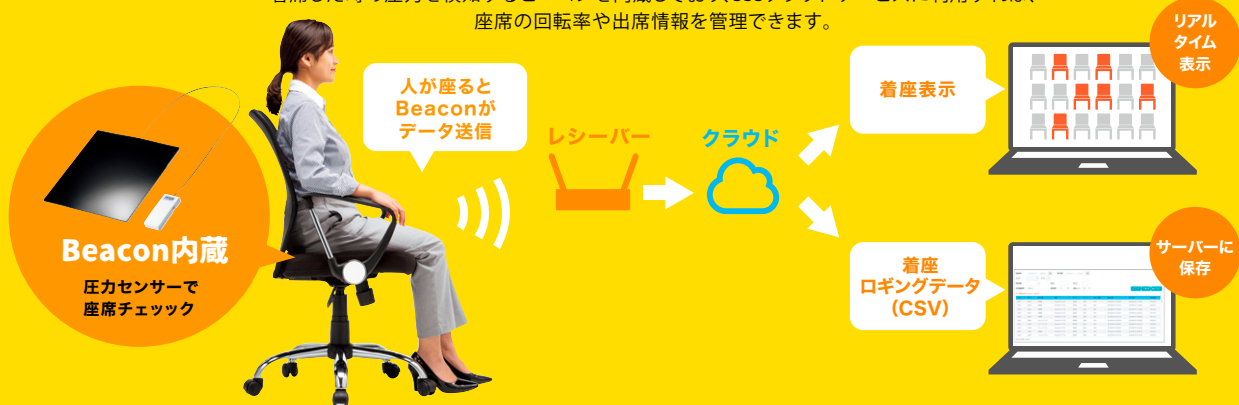 座席の回転率や出席情報を管理できます。
人が座ると
Beaconが
データ送信
レシーバー
クラウド
着座表示
リアル
タイム
表示
Beacon内蔵
圧力センサーで
座席チェッック
着座
ロギングデータ
(CSV)
サーバーに
保存